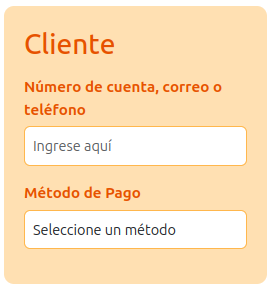 Cliente
Número de cuenta, correo o
teléfono
Ingrese aquí
Método de Pago
Seleccione un método